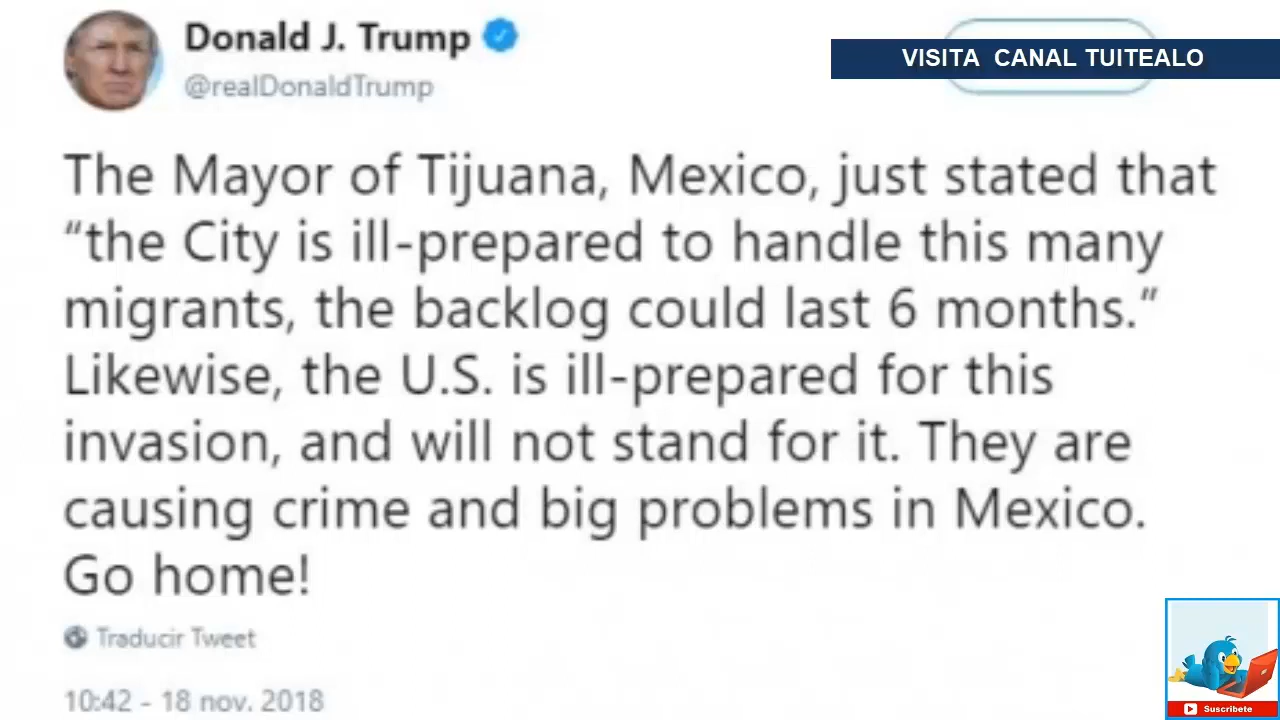 Donald J. Trump
@realDonaldTrump
VISITA CANAL TUITEALO
The Mayor of Tijuana, Mexico, just stated that
“the City is ill-prepared to handle this many
migrants, the backlog could last 6 months.”
Likewise, the U.S. is ill-prepared for this
invasion, and will not stand for it. They are
causing crime and big problems in Mexico.
Go home!
Traducir Tweet
10:42 - 18 nov. 2018
Suscribete